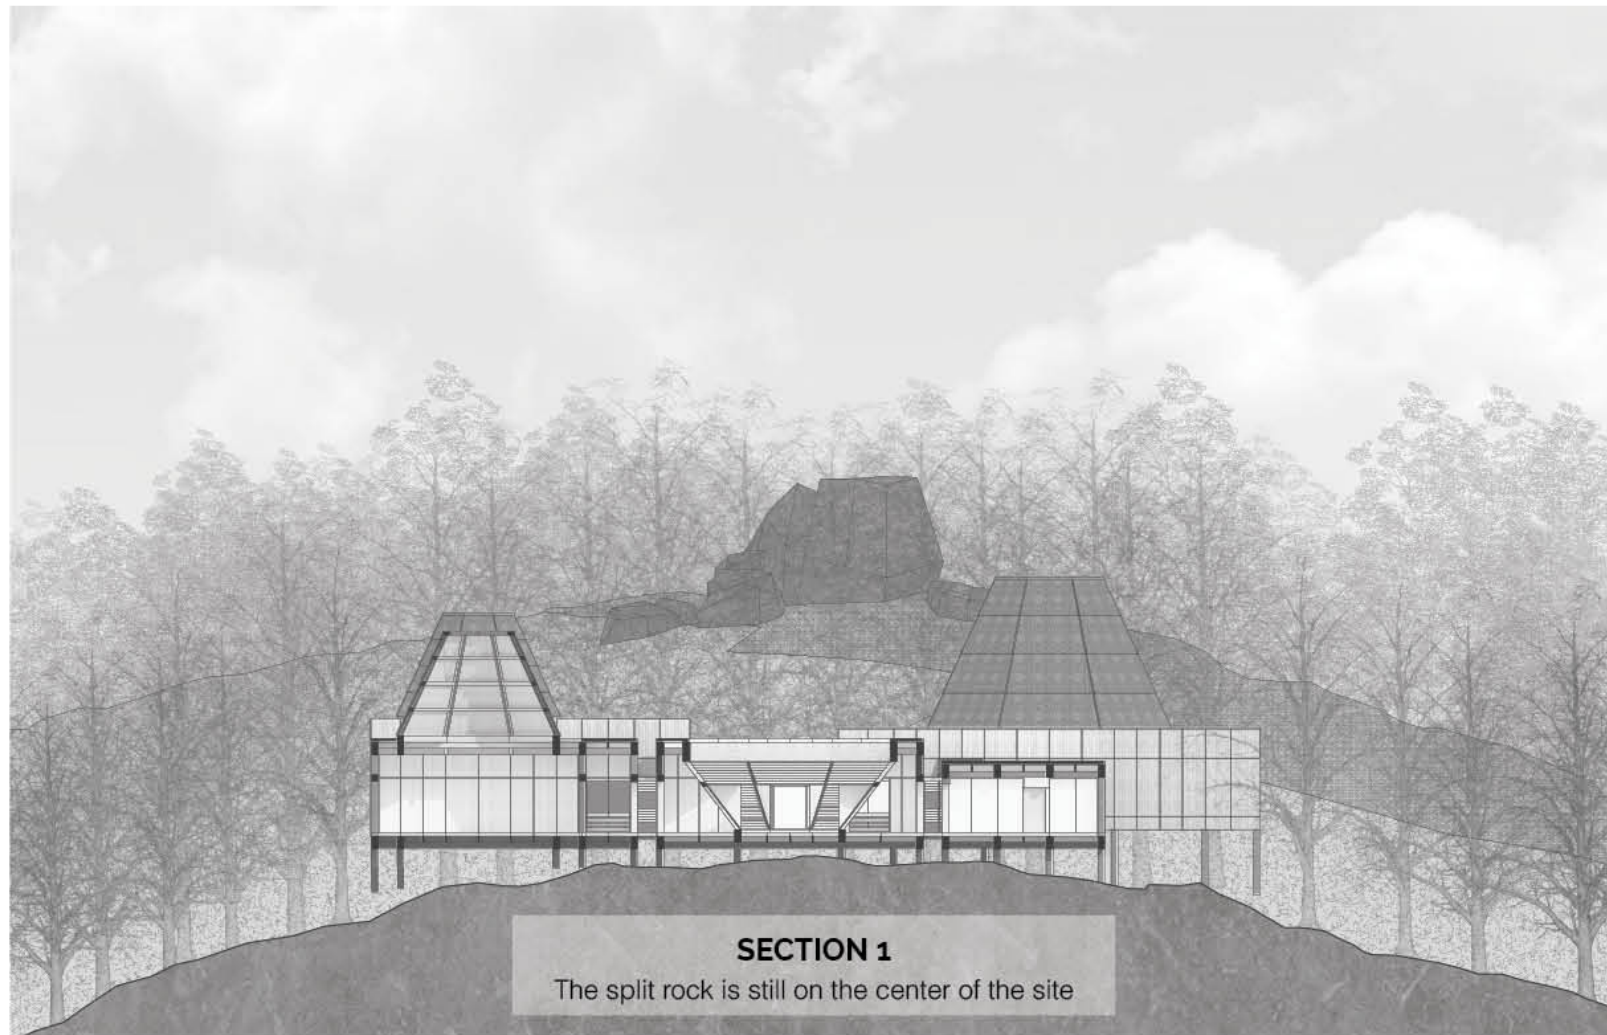 SECTION 1
The split rock is still on the center of the site